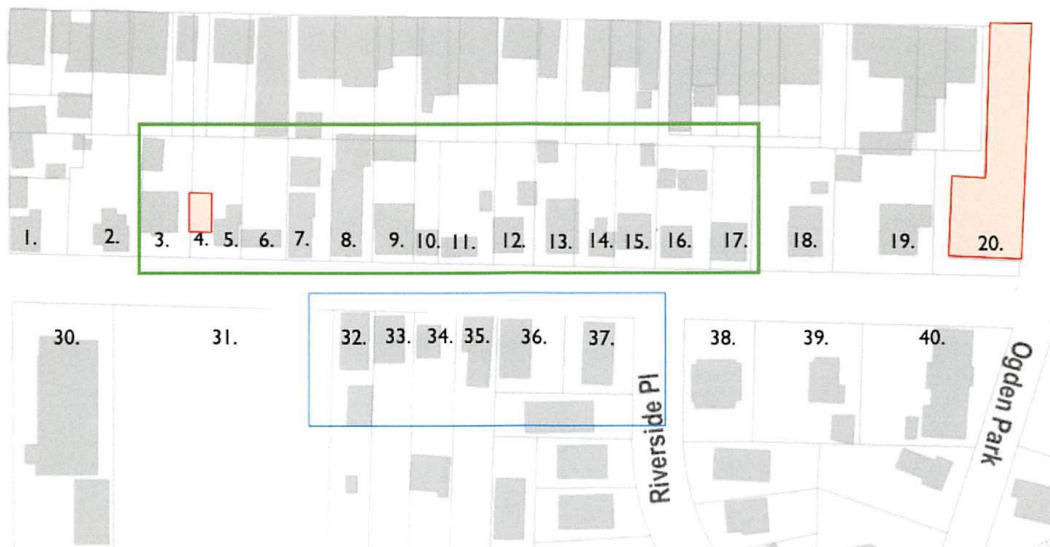 1. 2. 3. 4. 5. 6. 7. 8. 9. 10. 11. 12. 13. 14. 15. 16. 17. 18. 19. 20.
30. 31. 32. 33. 34. 35. 36. 37. 38. 39. 40.
Riverside Pl
Ogden Park